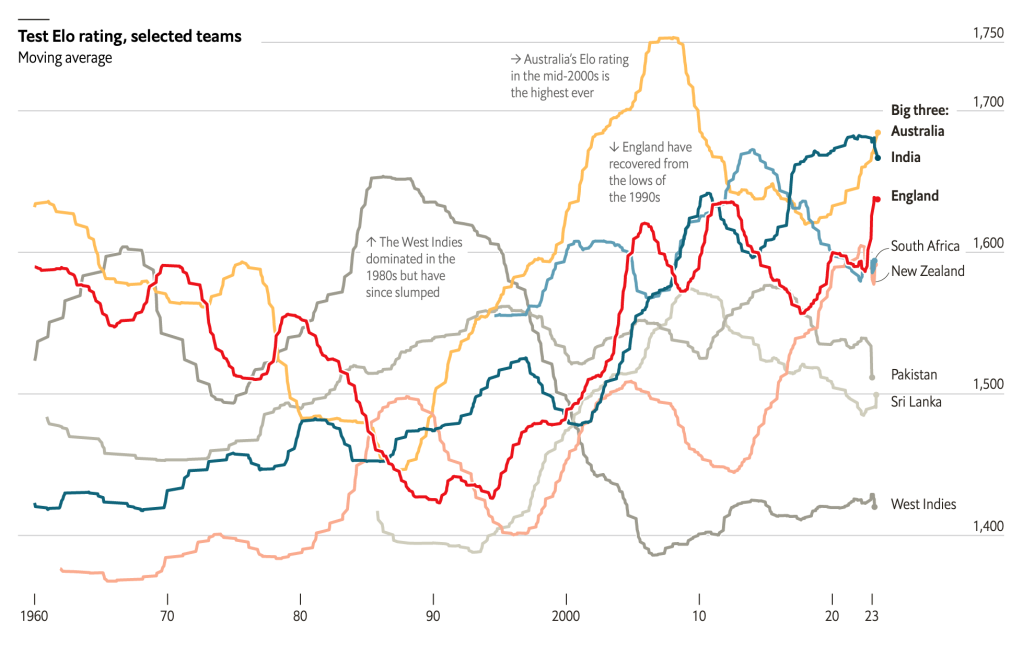 Test Elo rating, selected teams
Moving average
1,750
→ Australia's Elo rating
in the mid-2000s is
the highest ever
1,700
Big three:
Australia
India
↓ England have
recovered from
the lows of
the 1990s
England
↑ The West Indies
dominated in the
1980s but have
since slumped
1,600
South Africa
New Zealand
Pakistan
1,500
Sri Lanka
West Indies
1,400
1960
70
80
90
2000
10
20
23